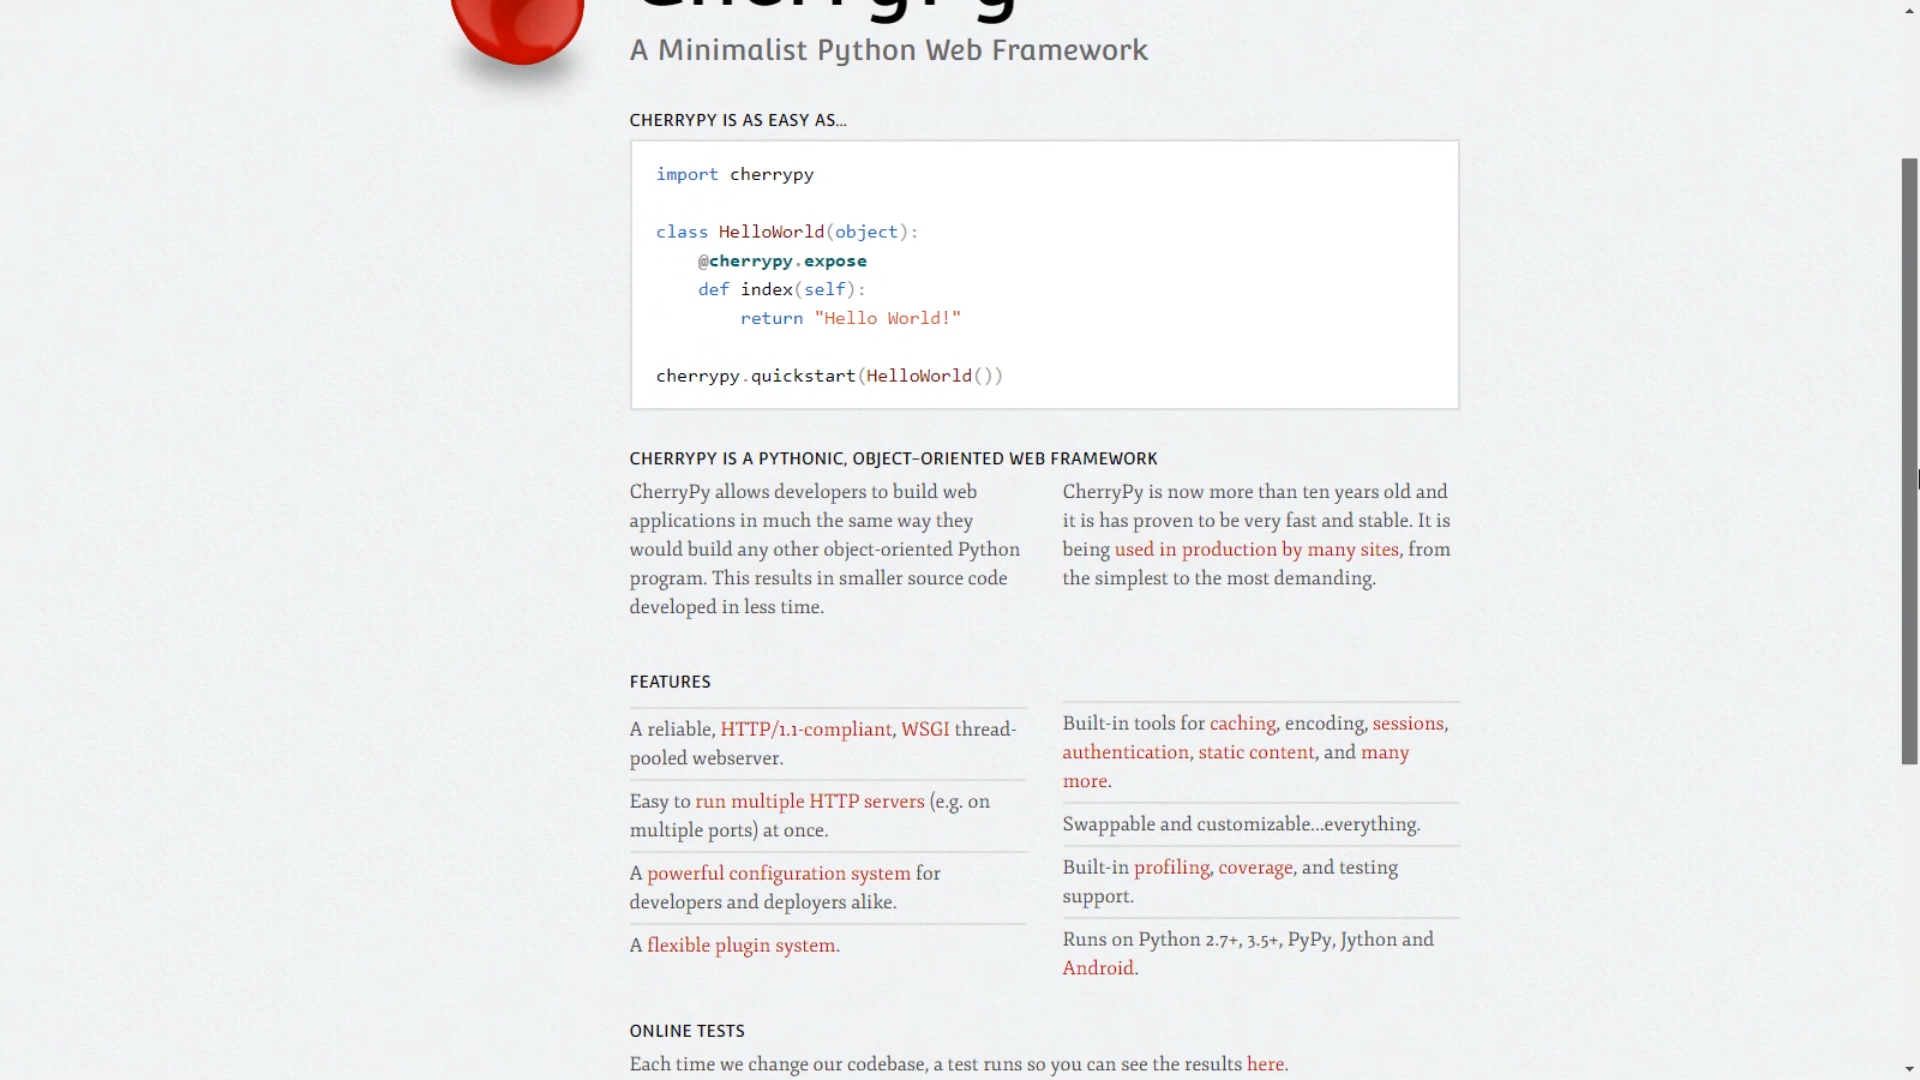 CherryPy
A Minimalist Python Web Framework
CHERRYPY IS AS EASY AS...
import cherrypy
class HelloWorld(object):
@cherrypy.expose
def index(self):
return "Hello World!"
cherrypy.quickstart(HelloWorld())
CHERRYPY IS A PYTHONIC, OBJECT-ORIENTED WEB FRAMEWORK
CherryPy allows developers to build web
applications in much the same way they
would build any other object-oriented Python
program. This results in smaller source code
developed in less time.
CherryPy is now more than ten years old and
it is has proven to be very fast and stable. It is
being used in production by many sites, from
the simplest to the most demanding.
FEATURES
A reliable, HTTP/1.1-compliant, WSGI thread-
pooled webserver.
Easy to run multiple HTTP servers (e.g. on
multiple ports) at once.
A powerful configuration system for
developers and deployers alike.
A flexible plugin system.
Built-in tools for caching, encoding, sessions,
authentication, static content, and many
more.
Swappable and customizable...everything.
Built-in profiling, coverage, and testing
support.
Runs on Python 2.7+, 3.5+, PyPy, Jython and
Android.
ONLINE TESTS
Each time we change our codebase, a test runs so you can see the results here.